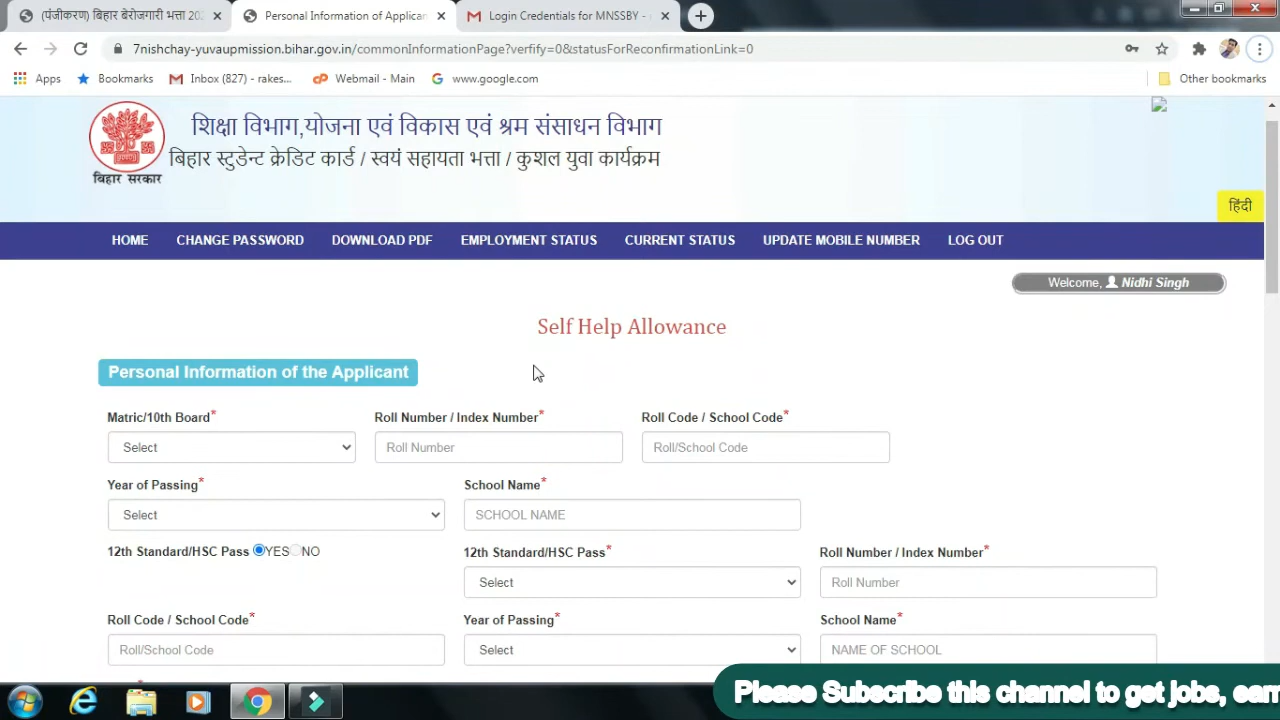 (पंजीकरण) बिहार बेरोजगारी भत्ता 202
Personal Information of Applican
Login Credentials for MNSSBY -
7nishchay-yuvaupmission.bihar.gov.in/commonInformationPage?verfify=0&statusForReconfirmationLink=0
Apps
Bookmarks
Inbox (827) - rakes...
Webmail - Main
www.google.com
Other bookmarks
शिक्षा विभाग,योजना एवं विकास एवं श्रम संसाधन विभाग
बिहार स्टुडेन्ट क्रेडिट कार्ड / स्वयं सहायता भत्ता / कुशल युवा कार्यक्रम
बिहार सरकार
हिंदी
HOME CHANGE PASSWORD DOWNLOAD PDF EMPLOYMENT STATUS CURRENT STATUS UPDATE MOBILE NUMBER LOG OUT
Welcome, Nidhi Singh
Self Help Allowance
Personal Information of the Applicant
Matric/10th Board* Roll Number / Index Number* Roll Code / School Code*
Select Roll Number Roll/School Code
Year of Passing* School Name*
Select SCHOOL NAME
12th Standard/HSC Pass YES NO 12th Standard/HSC Pass* Roll Number / Index Number*
Select Roll Number
Roll Code / School Code* Year of Passing* School Name*
Roll/School Code Select NAME OF SCHOOL
Please Subscribe this channel to get jobs, earn